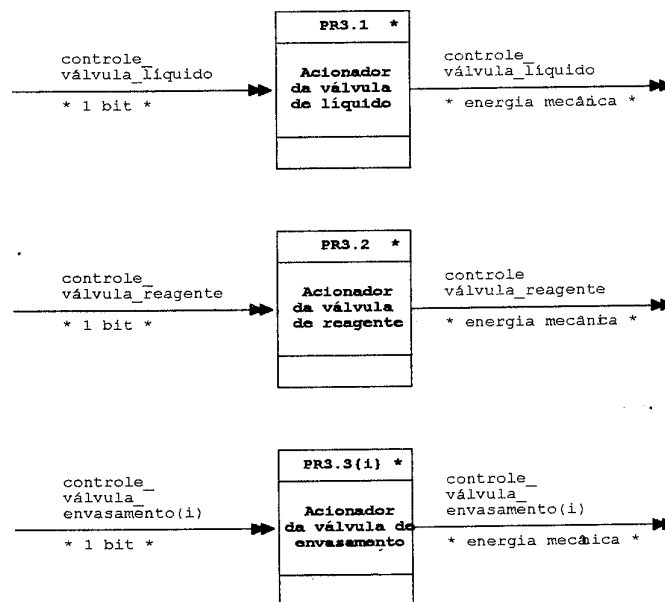 PR3.1 *
controle_
válvula_líquido
* 1 bit *
Acionador
da válvula
de líquido
controle_
válvula_líquido
* energia mecânica *
PR3.2 *
controle_
válvula_reagente
* 1 bit *
Acionador
da válvula
de reagente
controle
válvula_reagente
* energia mecânica *
PR3.3{i} *
controle_
válvula_
envasamento(i)
* 1 bit *
Acionador
da válvula de
envasamento
controle_
válvula_
envasamento(i)
* energia mecânica *